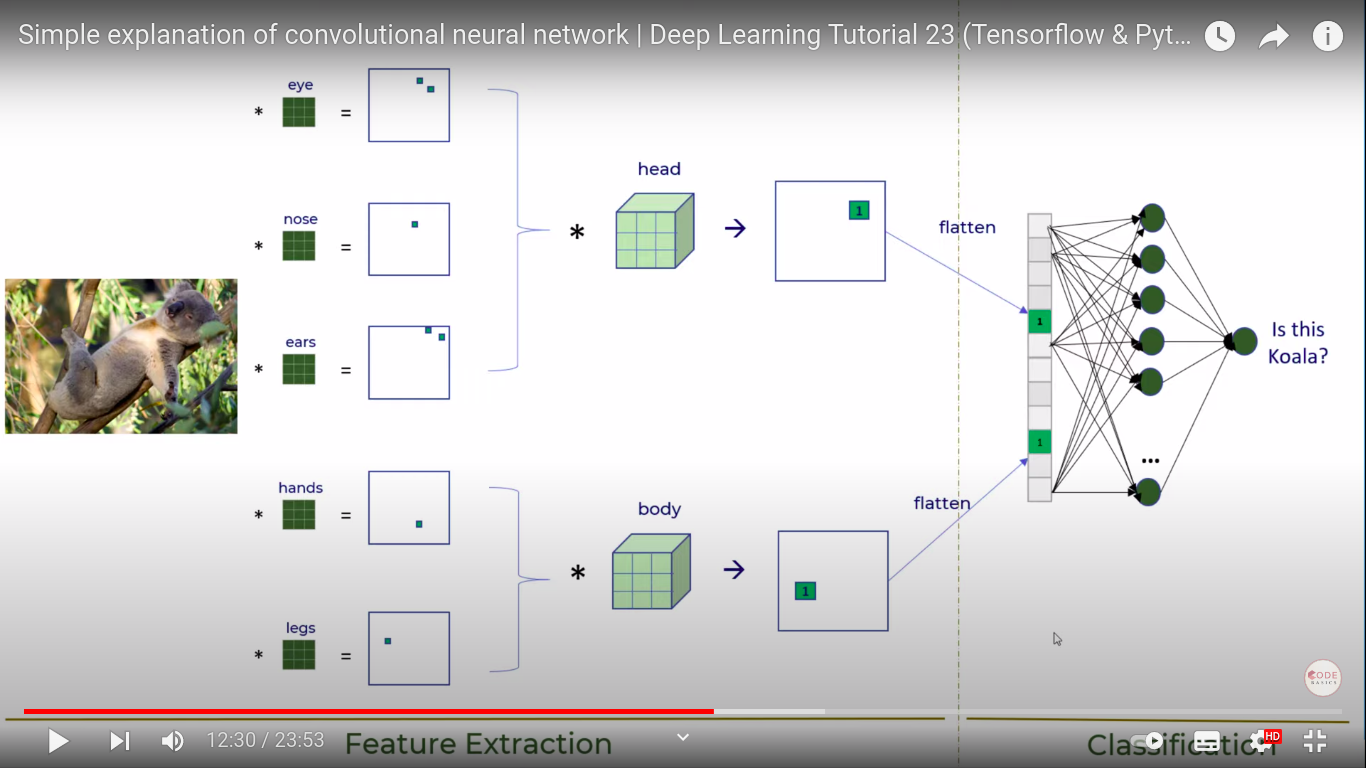 Simple explanation of convolutional neural network | Deep Learning Tutorial 23 (Tensorflow & Pyt...
eye
* =
nose
* =
ears
* =
head
* →
1
flatten
1
1
Is this
Koala?
...
hands
* =
legs
* =
body
* →
1
flatten
CODE
BASICS
12:30 / 23:53
HD
Feature Extraction
Classification